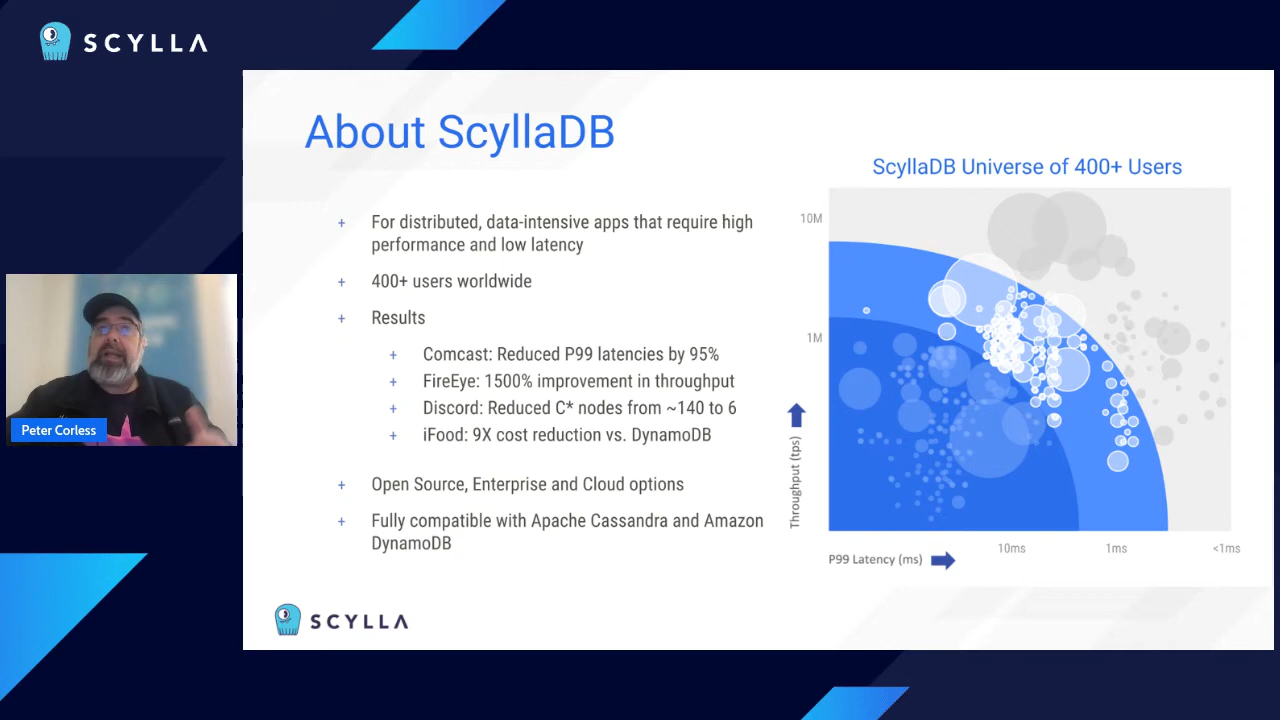 SCYLLA
About ScyllaDB
+ For distributed, data-intensive apps that require high
performance and low latency
+ 400+ users worldwide
+ Results
+ Comcast: Reduced P99 latencies by 95%
+ FireEye: 1500% improvement in throughput
+ Discord: Reduced C* nodes from ~140 to 6
+ iFood: 9X cost reduction vs. DynamoDB
+ Open Source, Enterprise and Cloud options
+ Fully compatible with Apache Cassandra and Amazon
DynamoDB
ScyllaDB Universe of 400+ Users
10M
1M
Throughput (tps)
P99 Latency (ms)
10ms
1ms
<1ms
Peter Corless
SCYLLA